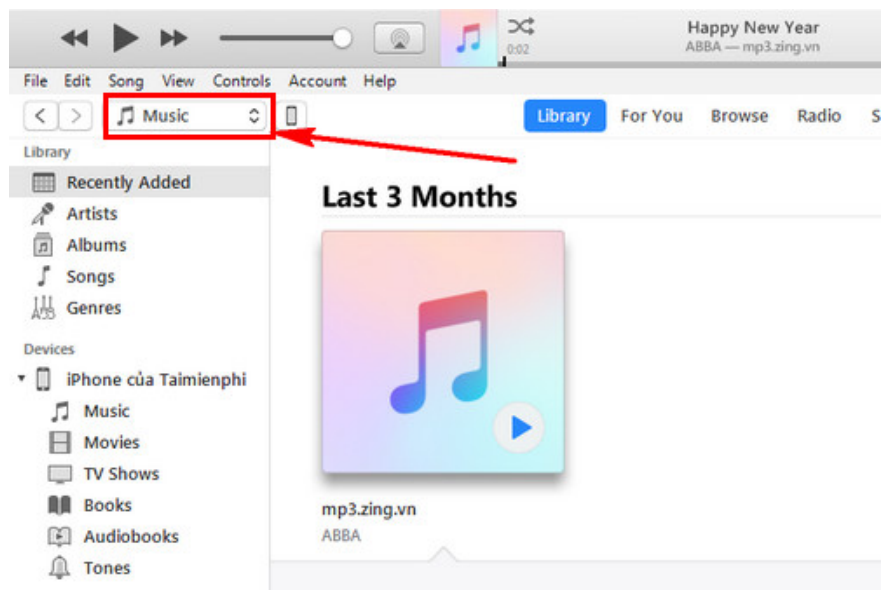 Happy New Year
0:02
ABBA — mp3.zing.vn
File Edit Song View Controls Account Help
Music
Library For You Browse Radio S
Library
Recently Added
Artists
Albums
Songs
Genres
Devices
iPhone của Taimienphi
Music
Movies
TV Shows
Books
Audiobooks
Tones
Last 3 Months
mp3.zing.vn
ABBA